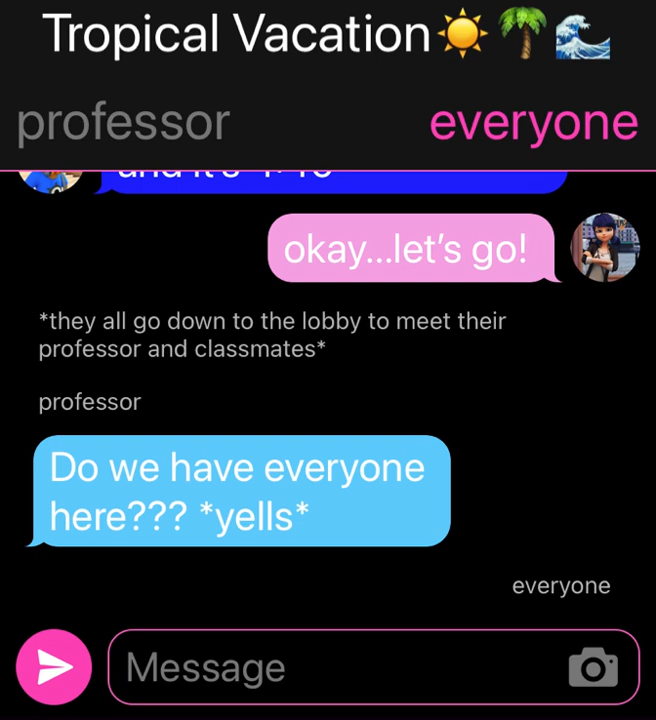 Tropical Vacation☀️🌴🌊
professor
everyone
okay...let's go!
*they all go down to the lobby to meet their
professor and classmates*
professor
Do we have everyone
here??? *yells*
everyone
Message